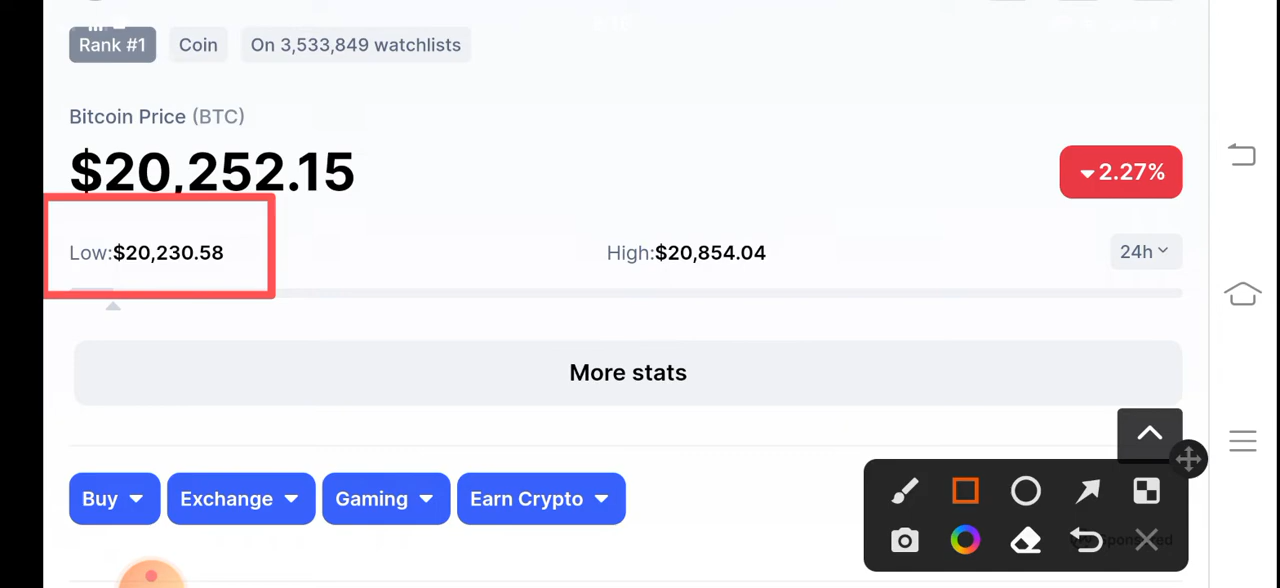 Rank #1 Coin On 3,533,849 watchlists
Bitcoin Price (BTC)
$20,252.15
2.27%
Low:$20,230.58 High:$20,854.04 24h
More stats
Buy Exchange Gaming Earn Crypto